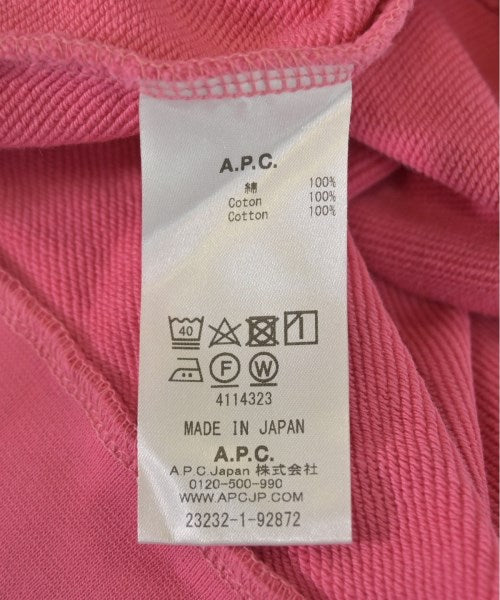 A.P.C.
綿 100%
Coton 100%
Cotton 100%
40
F W
4114323
MADE IN JAPAN
A.P.C.
A.P.C Japan 株式会社
0120-500-990
WWW.APCJP.COM
23232-1-92872